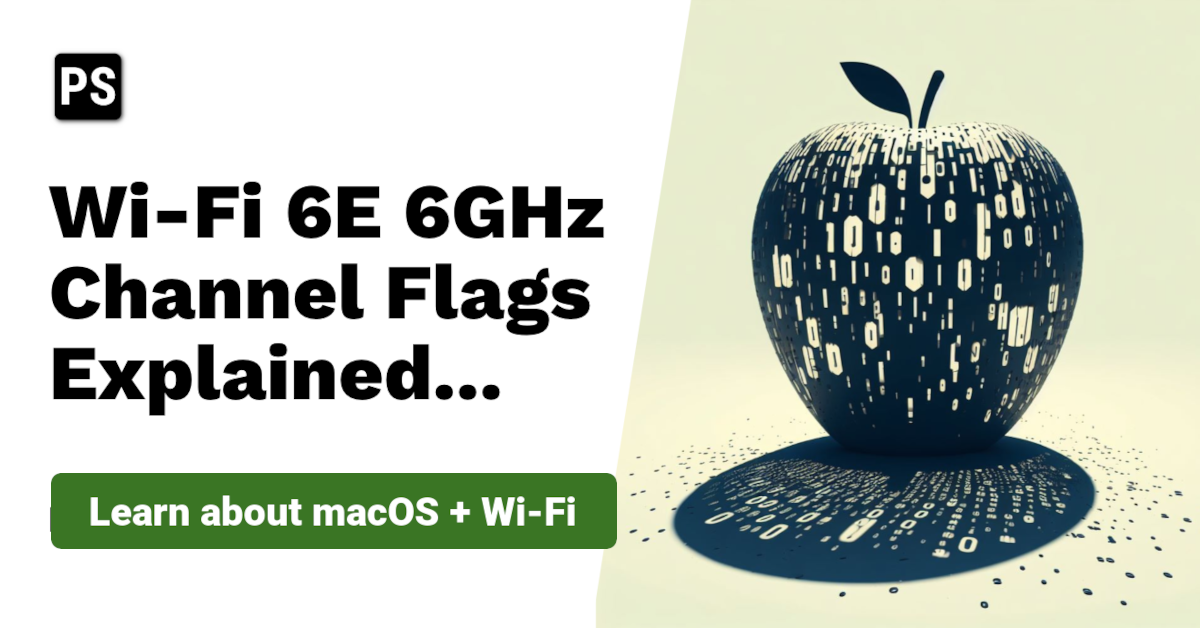 PS
Wi-Fi 6E 6GHz
Channel Flags
Explained...
Learn about macOS + Wi-Fi